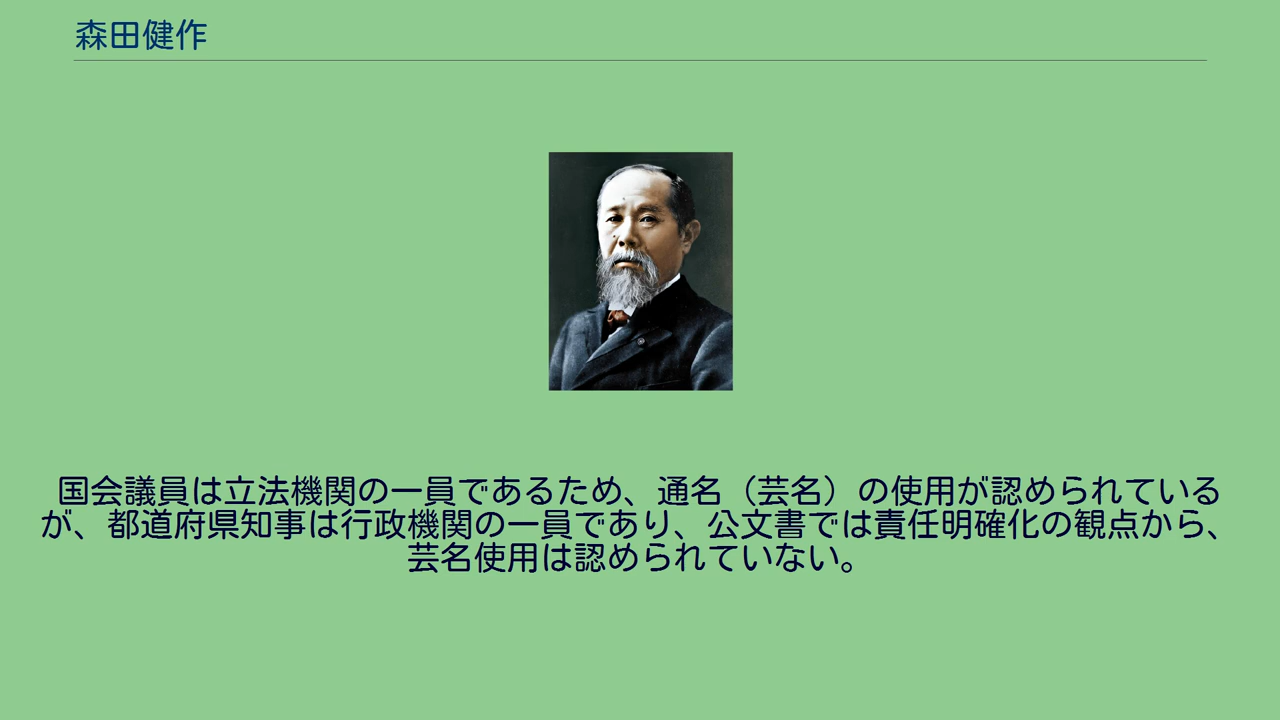 森田健作
国会議員は立法機関の一員であるため、通名（芸名）の使用が認められている
が、都道府県知事は行政機関の一員であり、公文書では責任明確化の観点から、
芸名使用は認められていない。